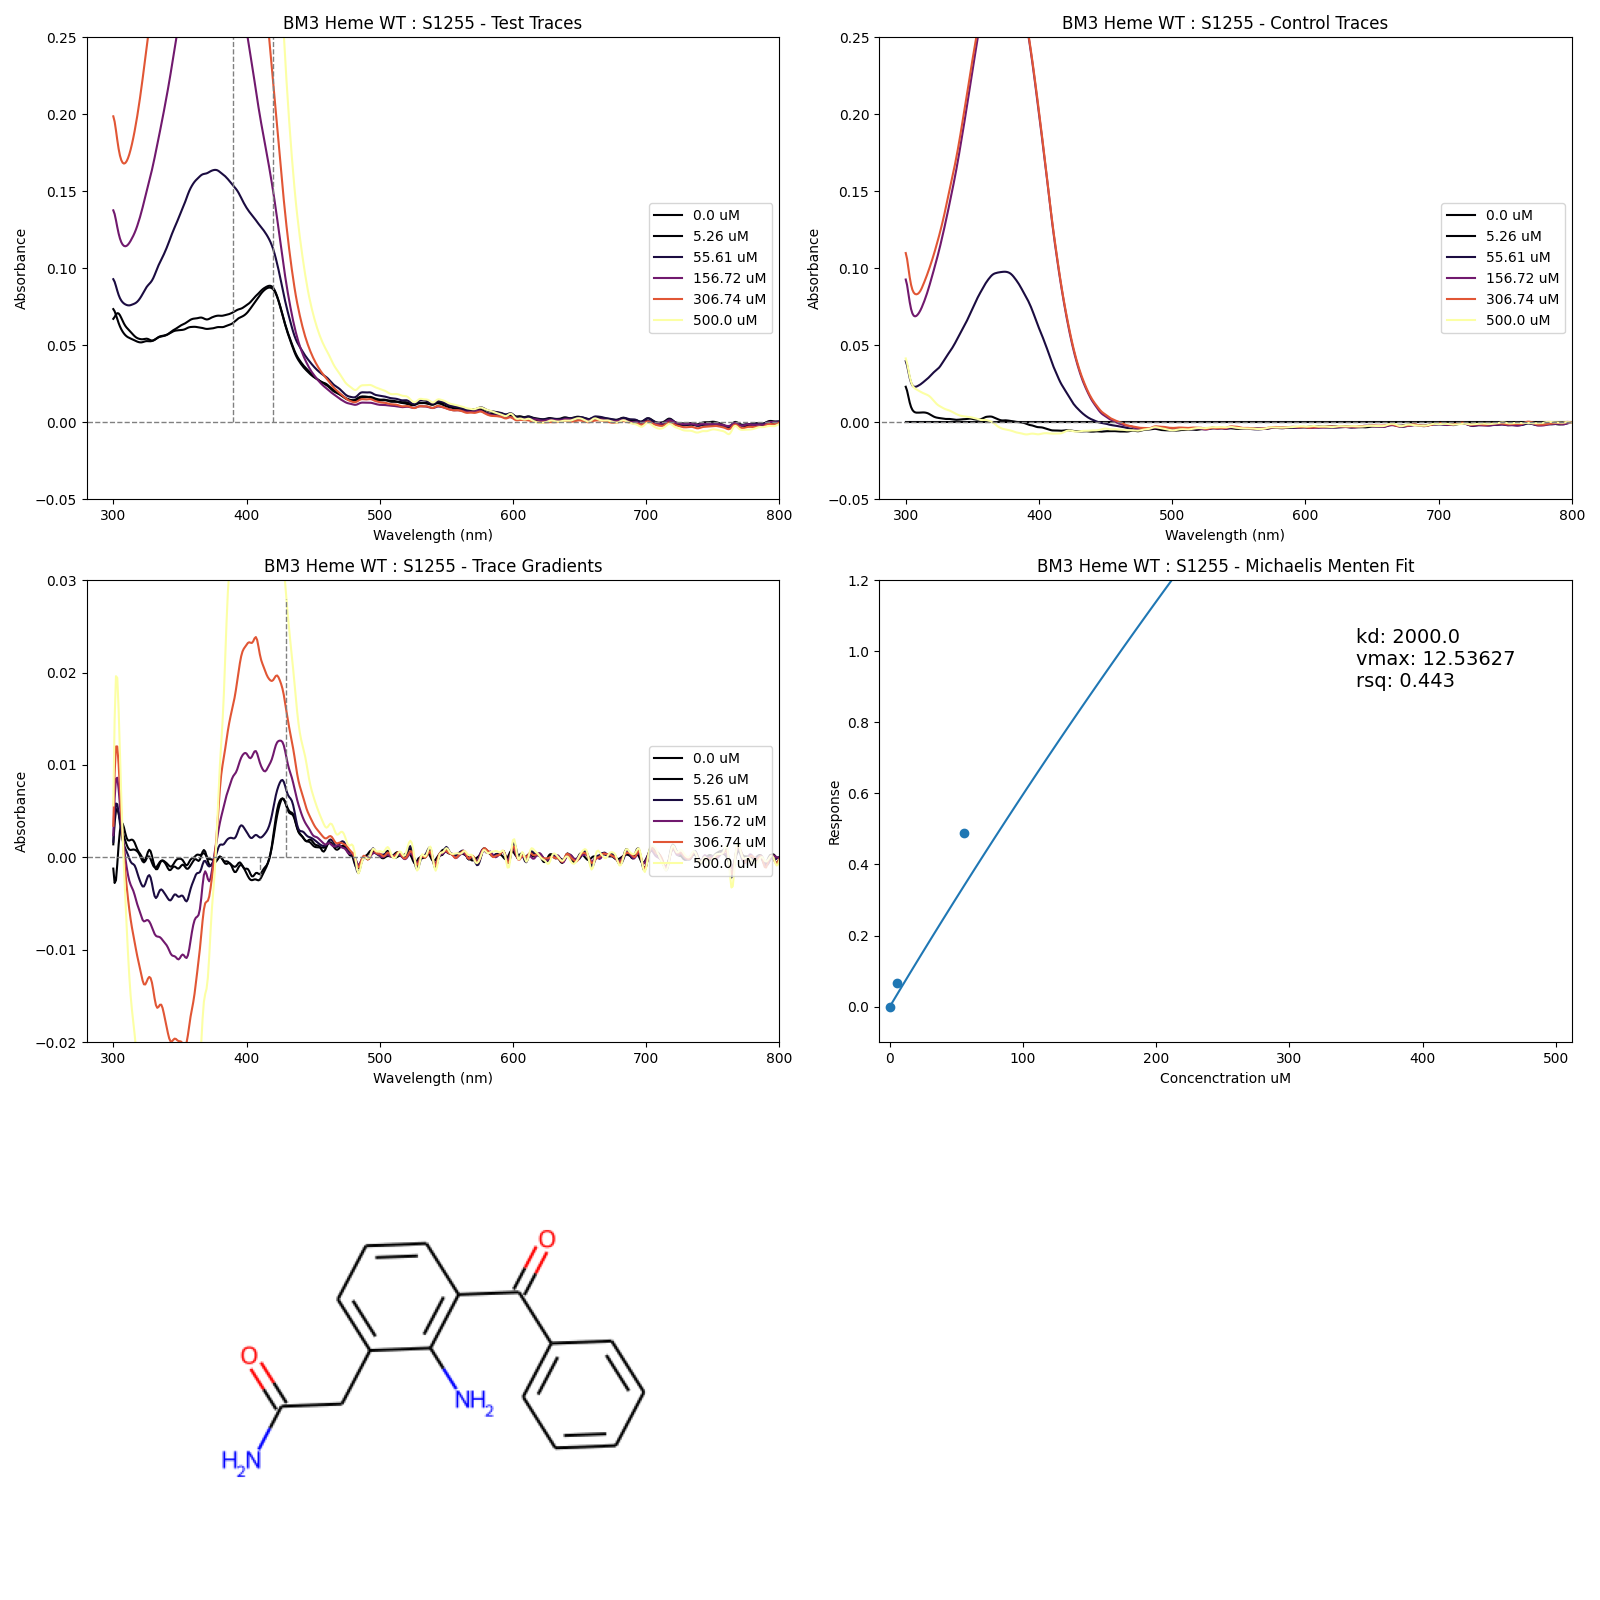 BM3 Heme WT : S1255 - Test Traces
0.25
0.20
0.15
0.10
0.05
0.00
−0.05
Absorbance
300
400
500
600
700
800
Wavelength (nm)
0.0 uM
5.26 uM
55.61 uM
156.72 uM
306.74 uM
500.0 uM
BM3 Heme WT : S1255 - Control Traces
0.25
0.20
0.15
0.10
0.05
0.00
−0.05
Absorbance
300
400
500
600
700
800
Wavelength (nm)
0.0 uM
5.26 uM
55.61 uM
156.72 uM
306.74 uM
500.0 uM
BM3 Heme WT : S1255 - Trace Gradients
0.03
0.02
0.01
0.00
−0.01
−0.02
Absorbance
300
400
500
600
700
800
Wavelength (nm)
0.0 uM
5.26 uM
55.61 uM
156.72 uM
306.74 uM
500.0 uM
BM3 Heme WT : S1255 - Michaelis Menten Fit
1.2
1.0
0.8
0.6
0.4
0.2
0.0
Response
0
100
200
300
400
500
Concenctration uM
kd: 2000.0
vmax: 12.53627
rsq: 0.443
O
O
NH2
H2N